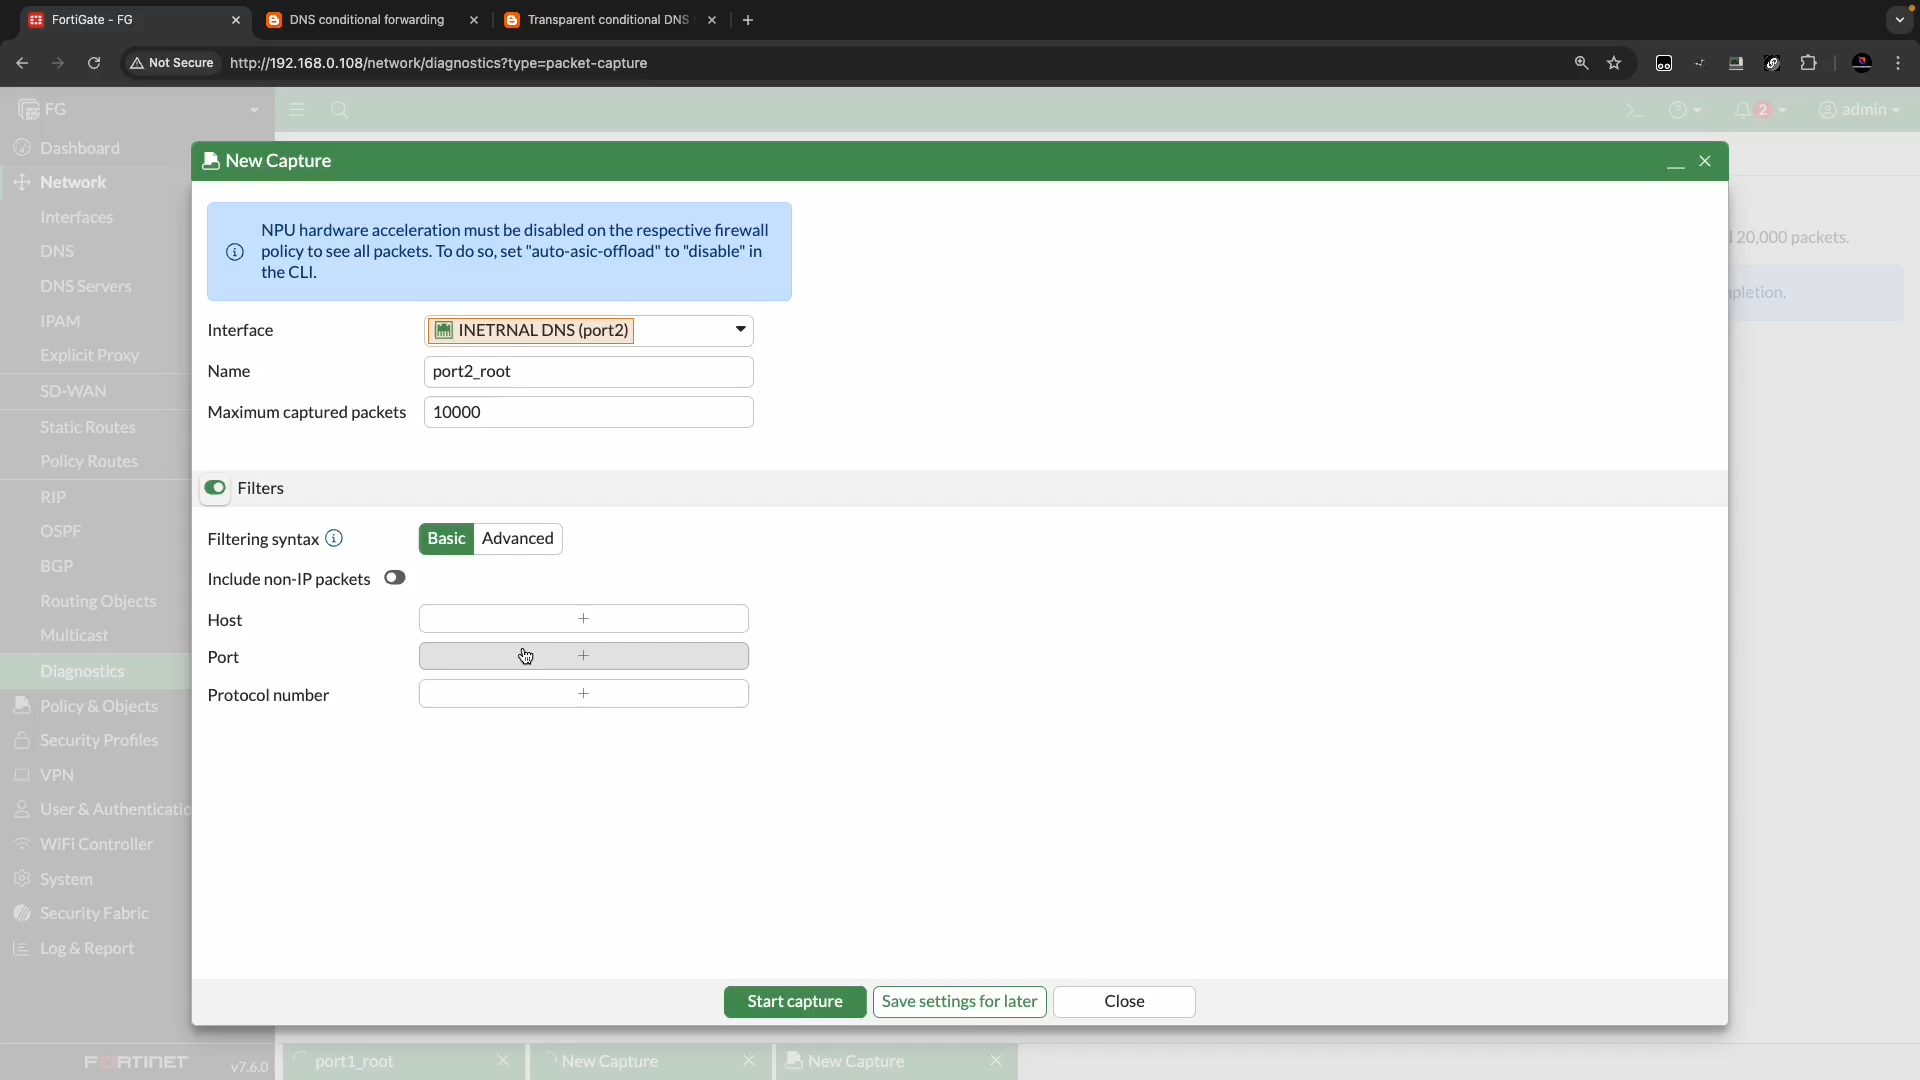 FortiGate - FG
DNS conditional forwarding
Transparent conditional DNS
Not Secure
http://192.168.0.108/network/diagnostics?type=packet-capture
FG
2
admin
Dashboard
Network
Interfaces
DNS
DNS Servers
IPAM
Explicit Proxy
SD-WAN
Static Routes
Policy Routes
RIP
OSPF
BGP
Routing Objects
Multicast
Diagnostics
Policy & Objects
Security Profiles
VPN
User & Authenticatio
WiFi Controller
System
Security Fabric
Log & Report
FORTINET
v7.6.0
New Capture
NPU hardware acceleration must be disabled on the respective firewall
policy to see all packets. To do so, set "auto-asic-offload" to "disable" in
the CLI.
20,000 packets.
pletion.
Interface
INETRNAL DNS (port2)
Name
port2_root
Maximum captured packets
10000
Filters
Filtering syntax
Basic
Advanced
Include non-IP packets
Host
+
Port
+
Protocol number
+
Start capture
Save settings for later
Close
port1_root
New Capture
New Capture